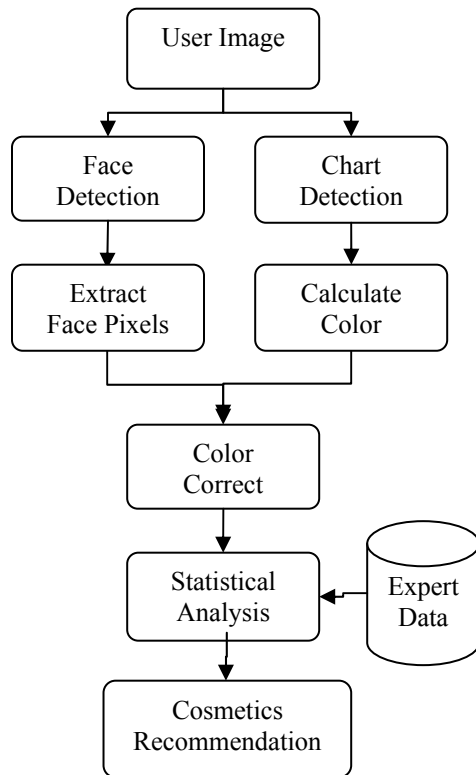 User Image
Face
Detection
Chart
Detection
Extract
Face Pixels
Calculate
Color
Color
Correct
Statistical
Analysis
Expert
Data
Cosmetics
Recommendation